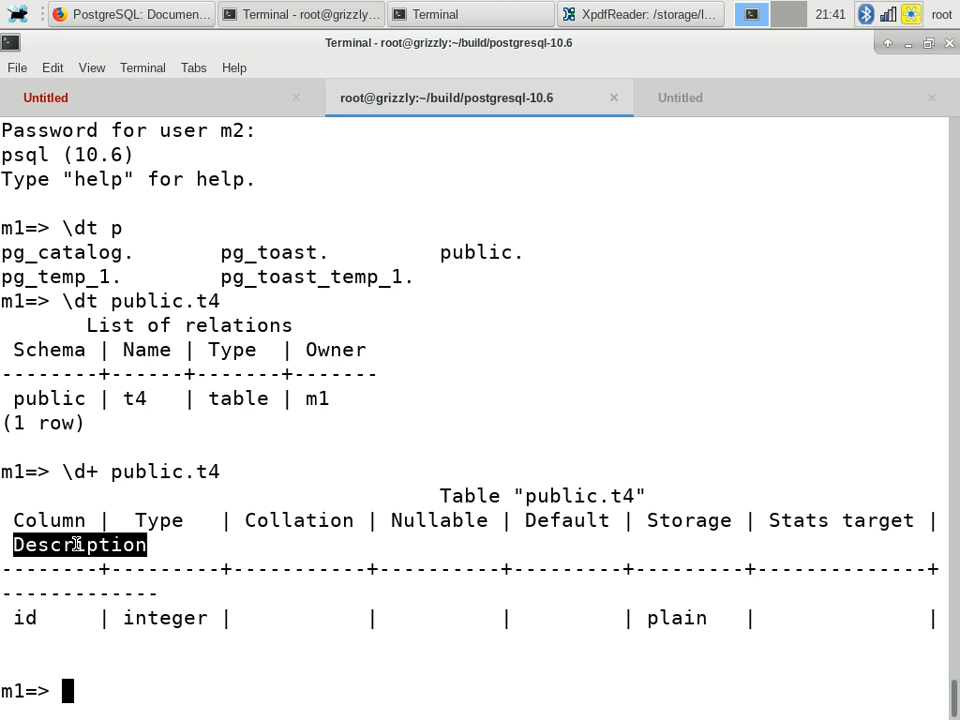 PostgreSQL: Documen...
Terminal - root@grizzly:...
Terminal
XpdfReader: /storage/l...
21:41
root
Terminal - root@grizzly:~/build/postgresql-10.6
File Edit View Terminal Tabs Help
Untitled
root@grizzly:~/build/postgresql-10.6
Untitled
Password for user m2:
psql (10.6)
Type "help" for help.
m1=> \dt p
pg_catalog.       pg_toast.         public.
pg_temp_1.        pg_toast_temp_1.
m1=> \dt public.t4
       List of relations
 Schema | Name | Type  | Owner
--------+------+-------+-------
 public | t4   | table | m1
(1 row)
m1=> \d+ public.t4
                                    Table "public.t4"
 Column |  Type   | Collation | Nullable | Default | Storage | Stats target |
 Description
--------+---------+-----------+----------+---------+---------+--------------+
-------------
 id     | integer |           |          |         | plain   |              |
m1=>